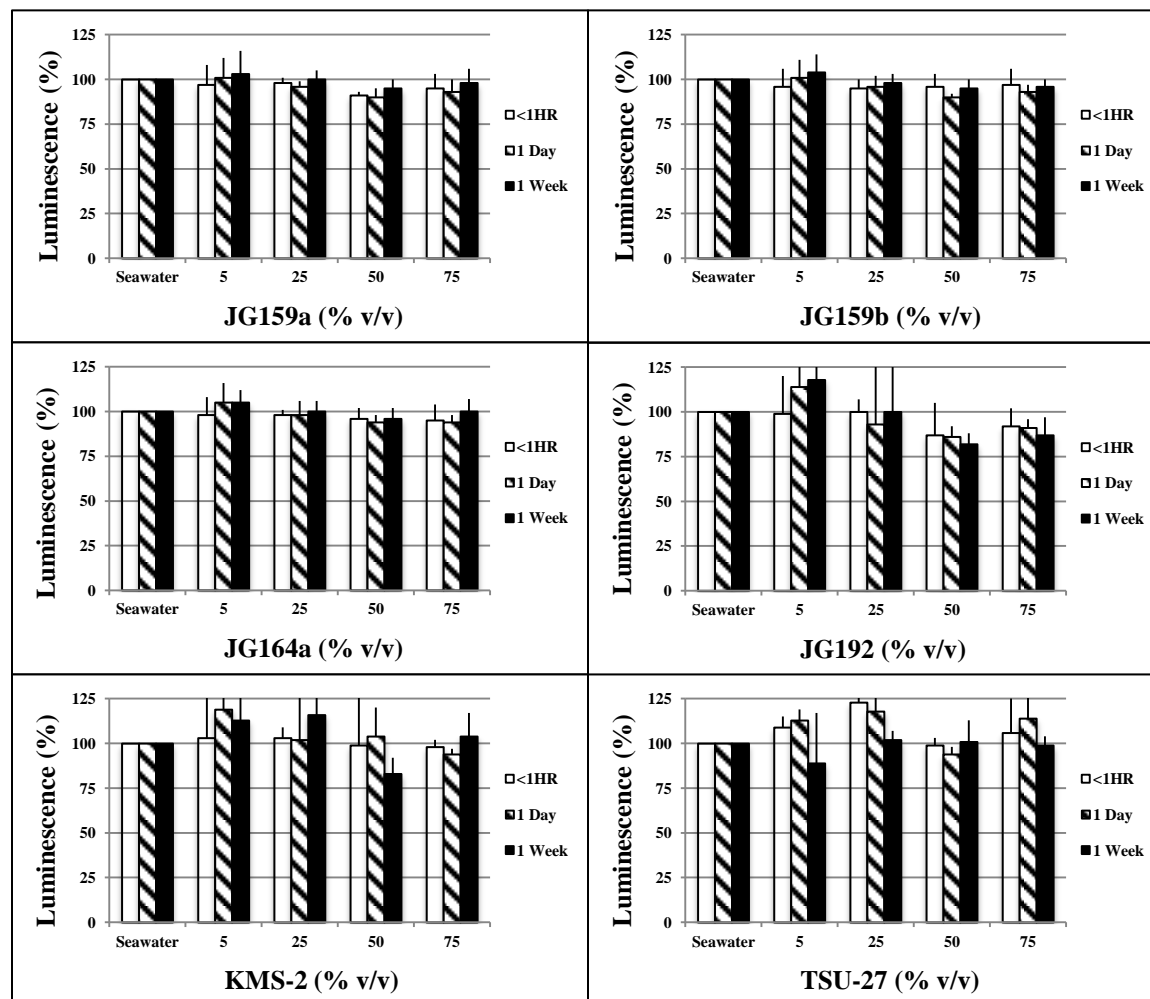 Luminescence (%)
125
100
75
50
25
0
Seawater 5 25 50 75
JG159a (% v/v)
<1HR
1 Day
1 Week
Luminescence (%)
125
100
75
50
25
0
Seawater 5 25 50 75
JG159b (% v/v)
<1HR
1 Day
1 Week
Luminescence (%)
125
100
75
50
25
0
Seawater 5 25 50 75
JG164a (% v/v)
<1HR
1 Day
1 Week
Luminescence (%)
125
100
75
50
25
0
Seawater 5 25 50 75
JG192 (% v/v)
<1HR
1 Day
1 Week
Luminescence (%)
125
100
75
50
25
0
Seawater 5 25 50 75
KMS-2 (% v/v)
<1HR
1 Day
1 Week
Luminescence (%)
125
100
75
50
25
0
Seawater 5 25 50 75
TSU-27 (% v/v)
<1HR
1 Day
1 Week